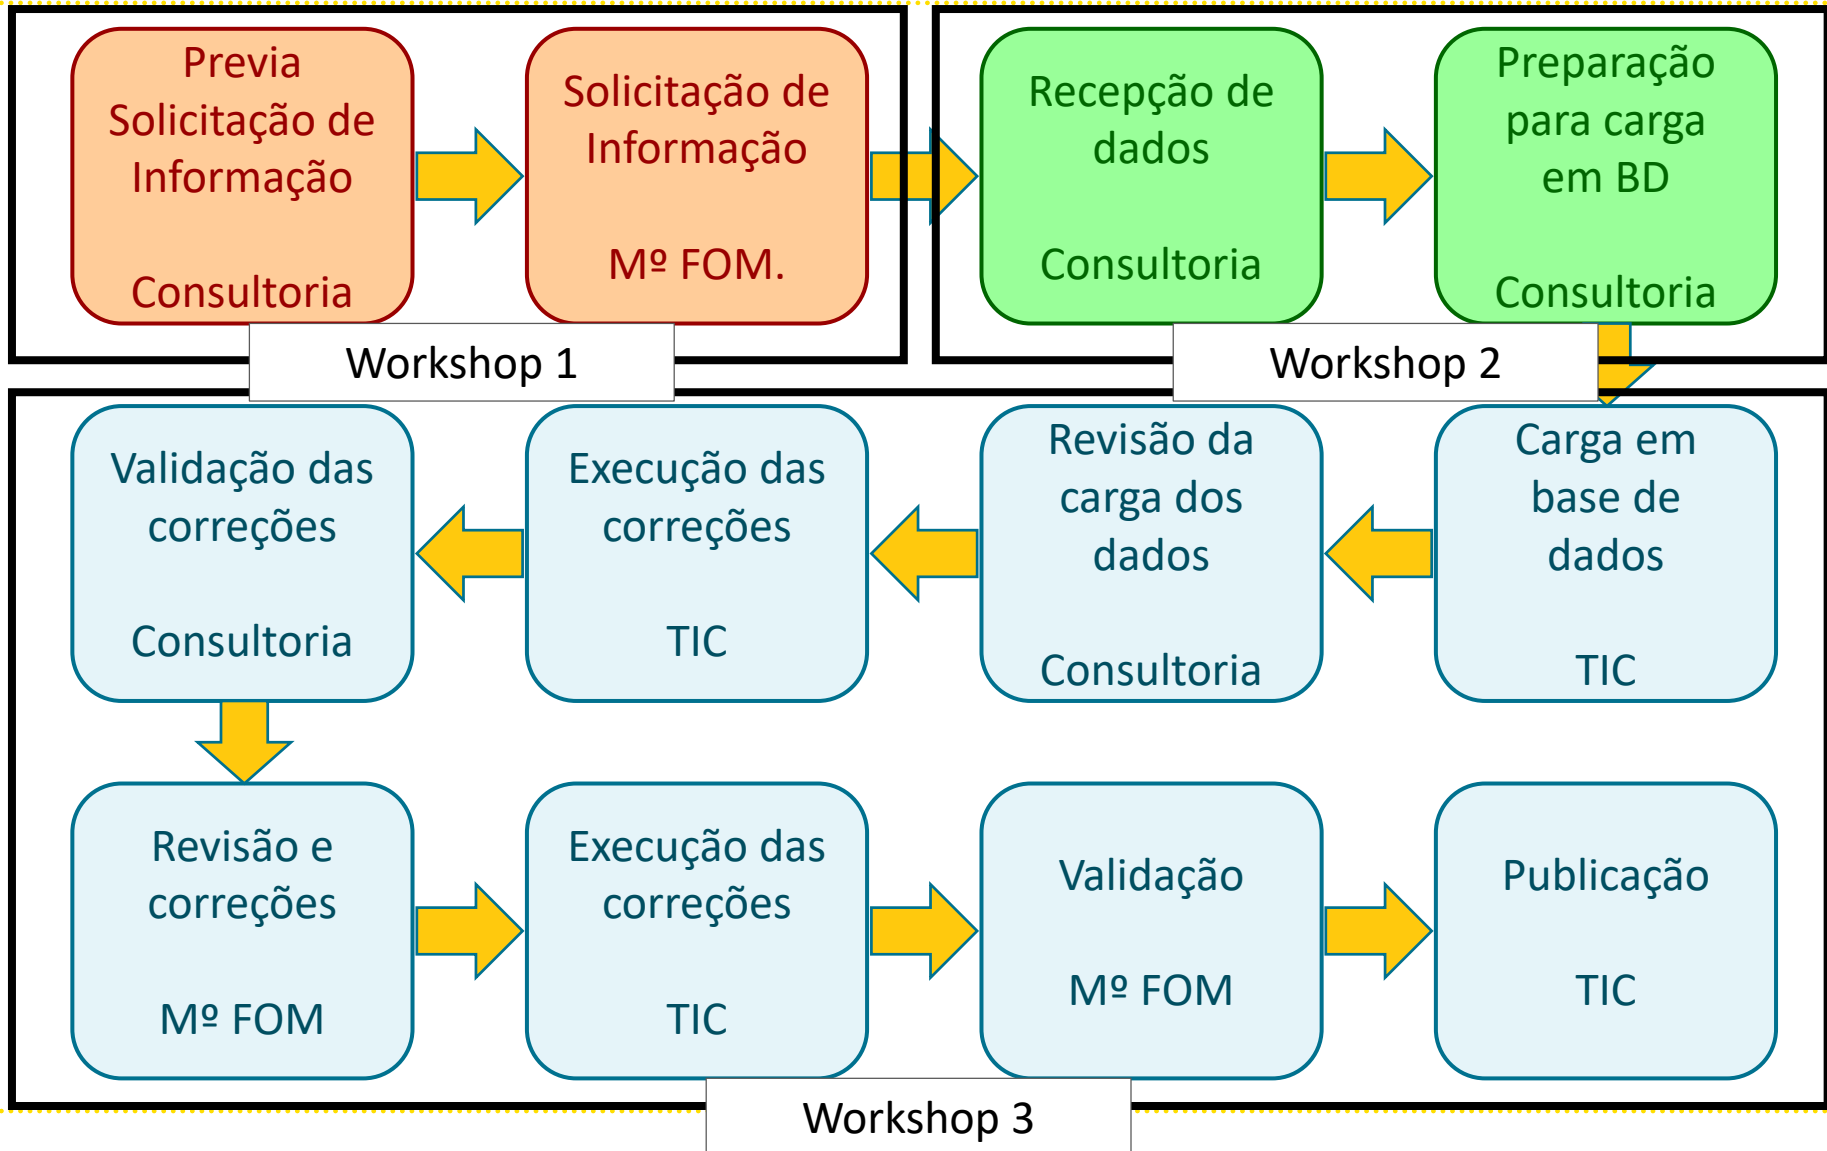 Previa
Solicitação de
Informação
Consultoria
Solicitação de
Informação
Mº FOM.
Workshop 1
Recepção de
dados
Consultoria
Preparação
para carga
em BD
Consultoria
Workshop 2
Carga em
base de
dados
TIC
Revisão da
carga dos
dados
Consultoria
Execução das
correções
TIC
Validação das
correções
Consultoria
Revisão e
correções
Mº FOM
Execução das
correções
TIC
Validação
Mº FOM
Publicação
TIC
Workshop 3